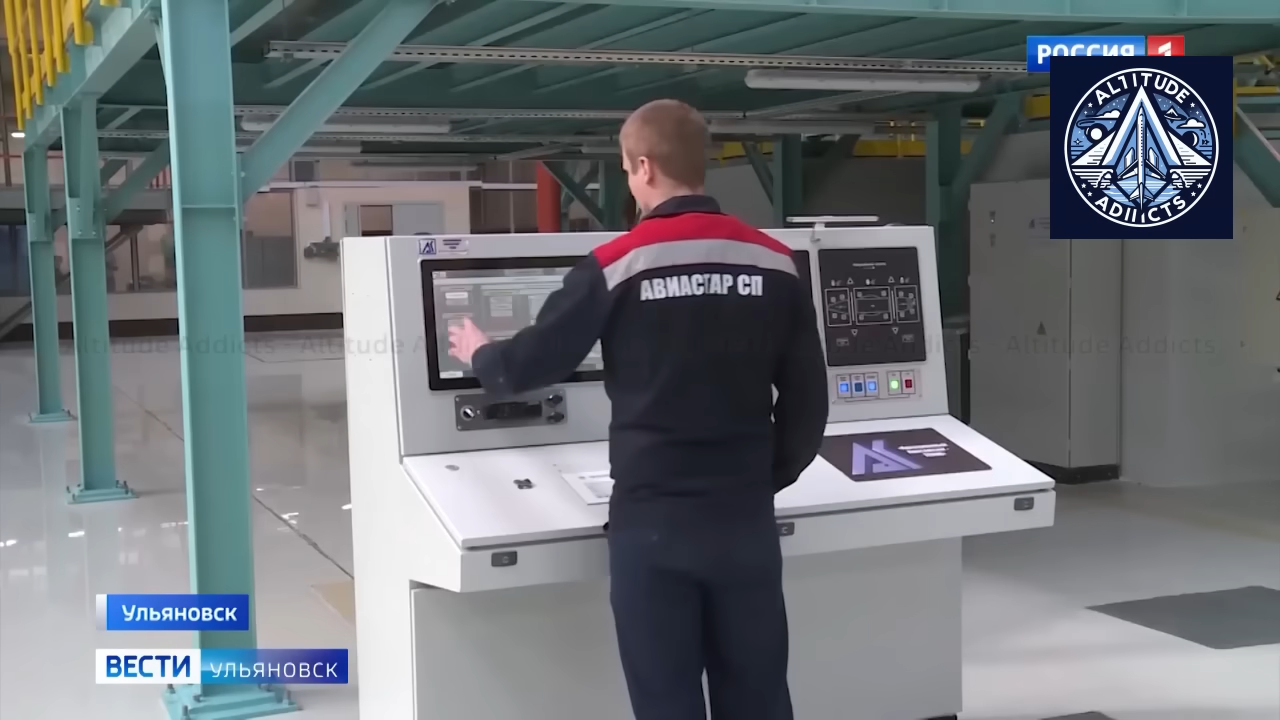 РОССИЯ 1
ALTITUDE
ADDICTS
АВИАСТАР СП
Altitude Addicts - Altitude Addicts - Altitude Addicts
Ульяновск
ВЕСТИ УЛЬЯНОВСК